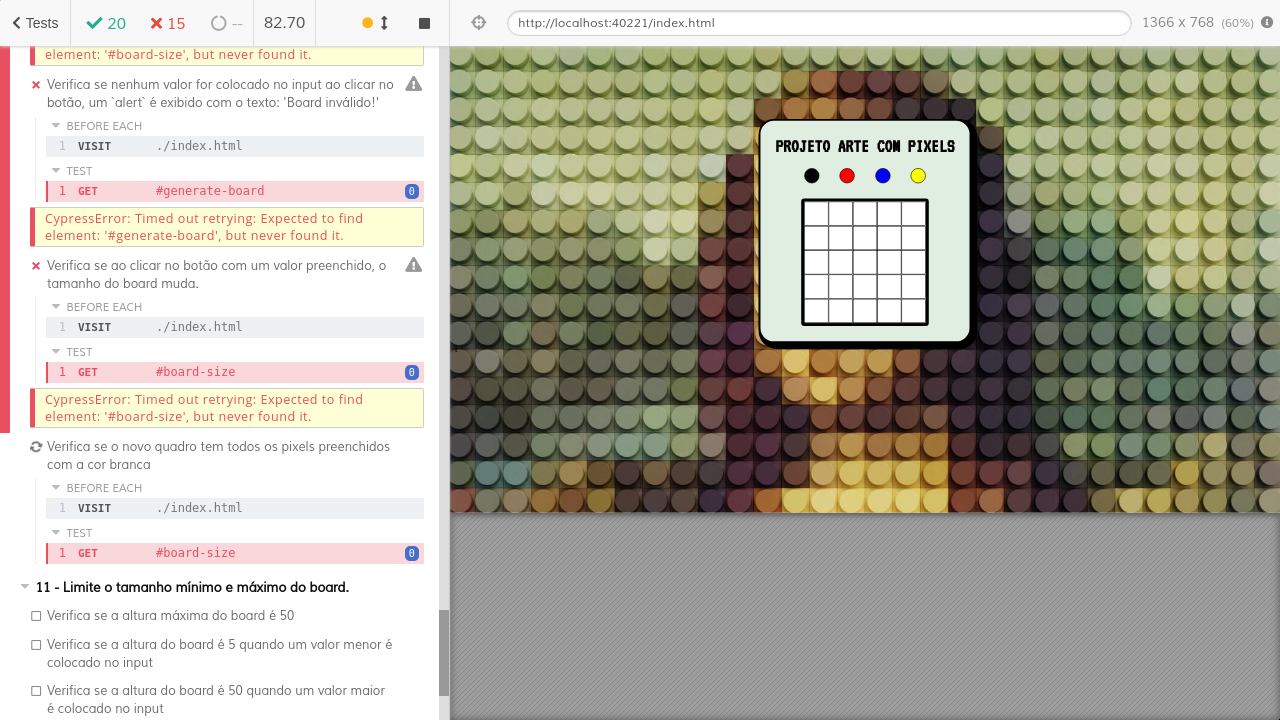 Tests
20
15
--
82.70
http://localhost:40221/index.html
1366 x 768 (60%)
element: '#board-size', but never found it.
Verifica se nenhum valor for colocado no input ao clicar no
botão, um `alert` é exibido com o texto: 'Board inválido!'
BEFORE EACH
1 VISIT ./index.html
TEST
1 GET #generate-board 0
CypressError: Timed out retrying: Expected to find
element: '#generate-board', but never found it.
Verifica se ao clicar no botão com um valor preenchido, o
tamanho do board muda.
BEFORE EACH
1 VISIT ./index.html
TEST
1 GET #board-size 0
CypressError: Timed out retrying: Expected to find
element: '#board-size', but never found it.
Verifica se o novo quadro tem todos os pixels preenchidos
com a cor branca
BEFORE EACH
1 VISIT ./index.html
TEST
1 GET #board-size 0
11 - Limite o tamanho mínimo e máximo do board.
Verifica se a altura máxima do board é 50
Verifica se a altura do board é 5 quando um valor menor é
colocado no input
Verifica se a altura do board é 50 quando um valor maior
é colocado no input
PROJETO ARTE COM PIXELS